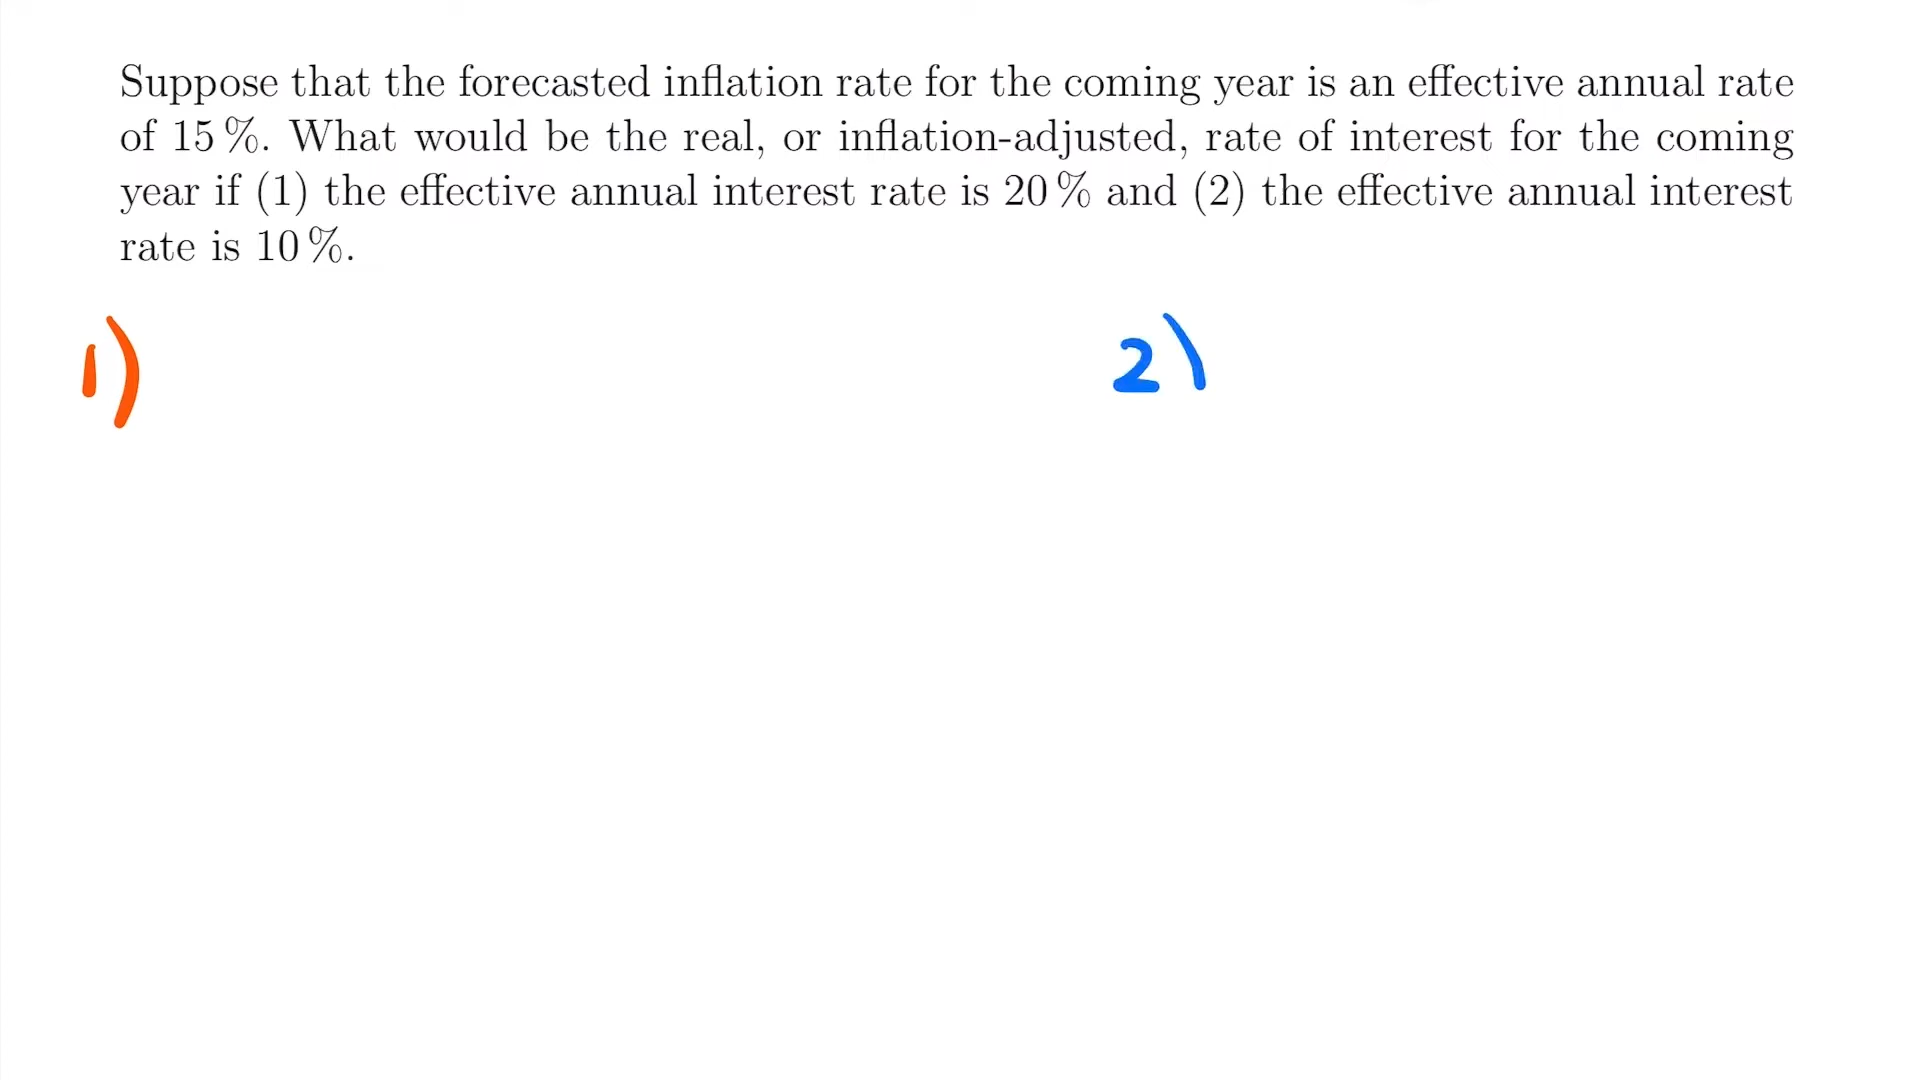 Suppose that the forecasted inflation rate for the coming year is an effective annual rate
of 15 %. What would be the real, or inflation-adjusted, rate of interest for the coming
year if (1) the effective annual interest rate is 20 % and (2) the effective annual interest
rate is 10 %.
1) 2)